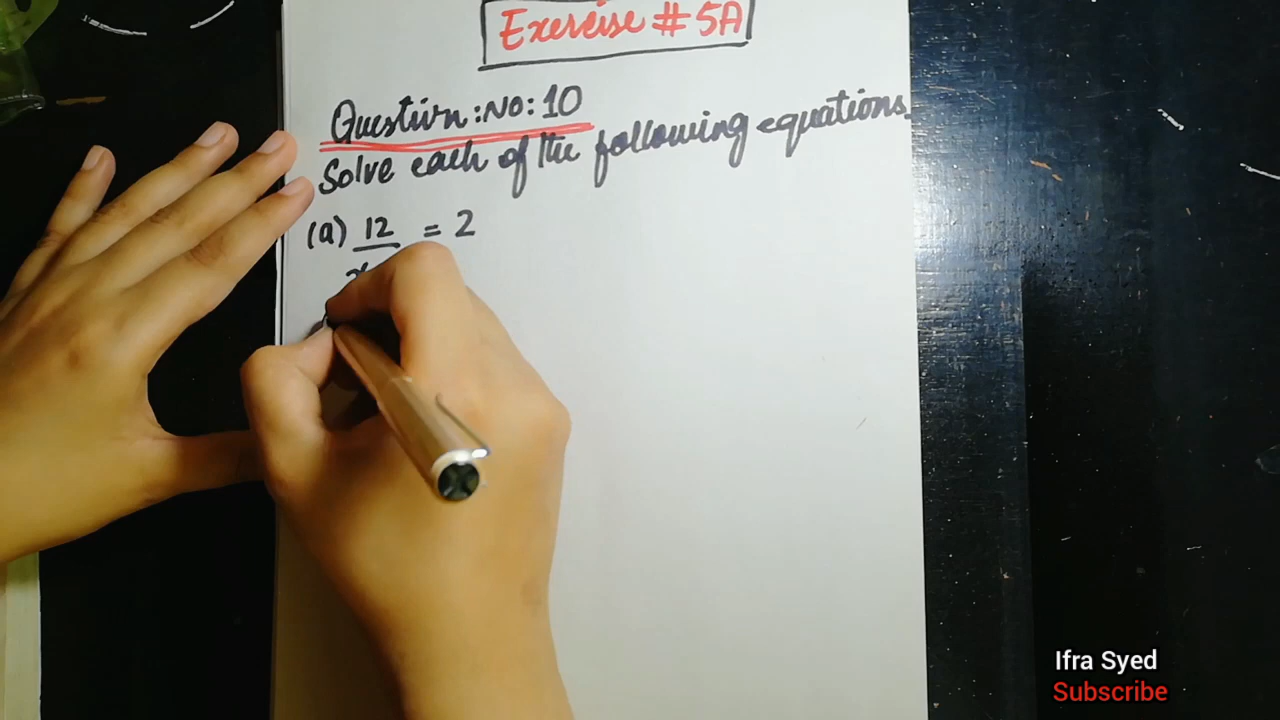 Exercise # 5A
Question:No:10
Solve each of the following equations.
(a) 12 = 2
x
Ifra Syed
Subscribe